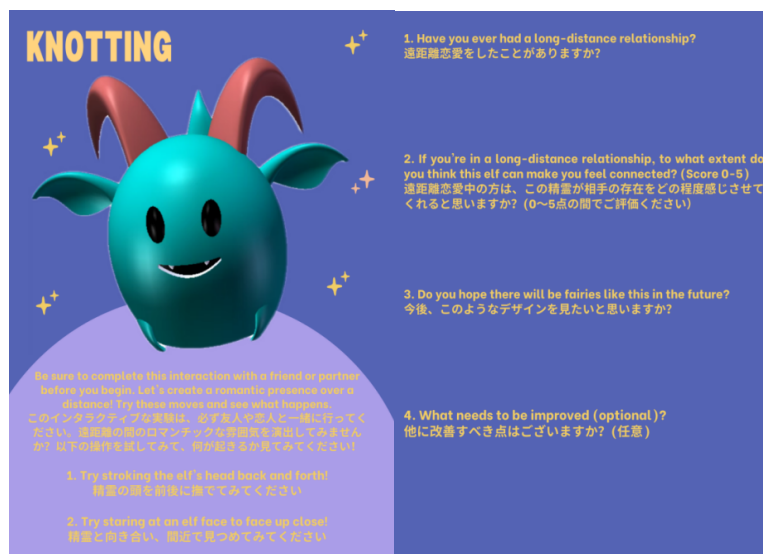 KNOTTING
Be sure to complete this interaction with a friend or partner
before you begin. Let's create a romantic presence over a
distance! Try these moves and see what happens.
このインタラクティブな実験は、必ず友人や恋人と一緒に行ってく
ださい。遠距離の間のロマンチックな雰囲気を演出してみません
か？以下の操作を試してみて、何が起きるか見てみてください！
1. Try stroking the elf's head back and forth!
精霊の頭を前後に撫でてみてください
2. Try staring at an elf face to face up close!
精霊と向き合い、間近で見つめてみてください
1. Have you ever had a long-distance relationship?
遠距離恋愛をしたことがありますか？
2. If you're in a long-distance relationship, to what extent do
you think this elf can make you feel connected? (Score 0-5)
遠距離恋愛中の方は、この精霊が相手の存在をどの程度感じさせて
くれると思いますか？(0〜5点の間でご評価ください)
3. Do you hope there will be fairies like this in the future?
今後、このようなデザインを見たいと思いますか？
4. What needs to be improved (optional)?
他に改善すべき点はございますか？(任意)